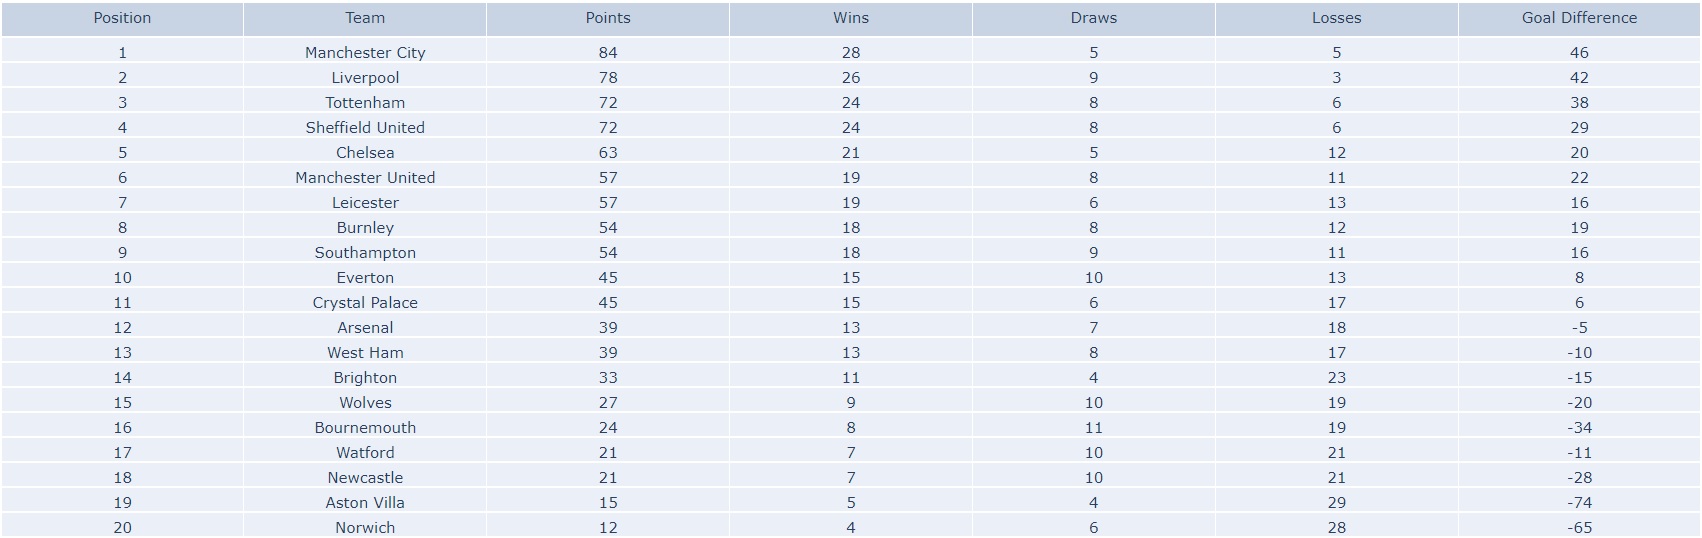 Position Team Points Wins Draws Losses Goal Difference
1 Manchester City 84 28 5 5 46
2 Liverpool 78 26 9 3 42
3 Tottenham 72 24 8 6 38
4 Sheffield United 72 24 8 6 29
5 Chelsea 63 21 5 12 20
6 Manchester United 57 19 8 11 22
7 Leicester 57 19 6 13 16
8 Burnley 54 18 8 12 19
9 Southampton 54 18 9 11 16
10 Everton 45 15 10 13 8
11 Crystal Palace 45 15 6 17 6
12 Arsenal 39 13 7 18 -5
13 West Ham 39 13 8 17 -10
14 Brighton 33 11 4 23 -15
15 Wolves 27 9 10 19 -20
16 Bournemouth 24 8 11 19 -34
17 Watford 21 7 10 21 -11
18 Newcastle 21 7 10 21 -28
19 Aston Villa 15 5 4 29 -74
20 Norwich 12 4 6 28 -65